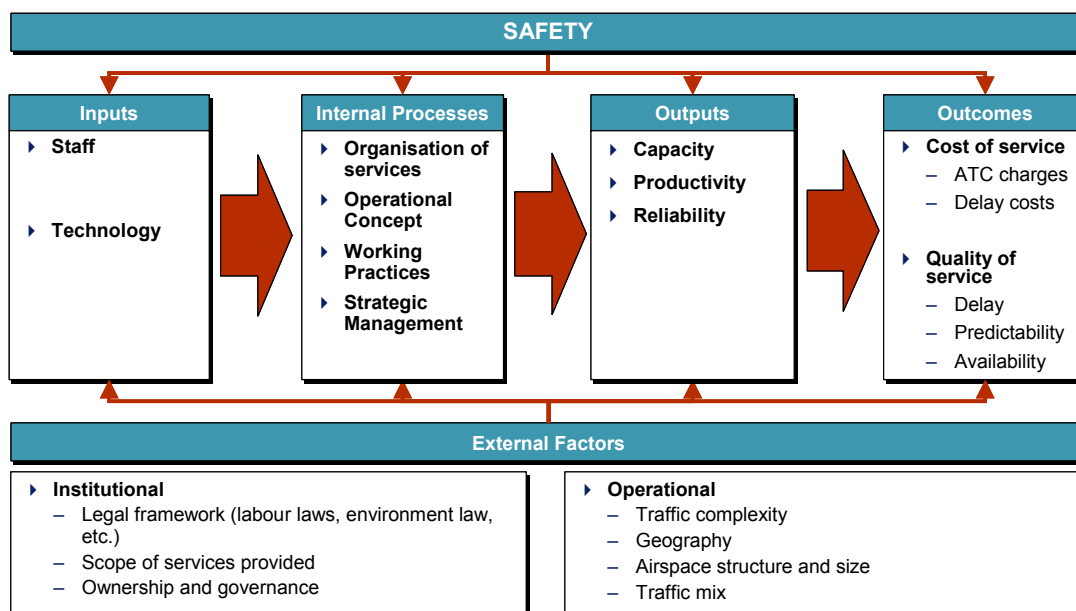 SAFETY
Inputs
Staff
Technology
Internal Processes
Organisation of
services
Operational
Concept
Working
Practices
Strategic
Management
Outputs
Capacity
Productivity
Reliability
Outcomes
Cost of service
– ATC charges
– Delay costs
Quality of
service
– Delay
– Predictability
– Availability
External Factors
Institutional
– Legal framework (labour laws, environment law,
etc.)
– Scope of services provided
– Ownership and governance
Operational
– Traffic complexity
– Geography
– Airspace structure and size
– Traffic mix